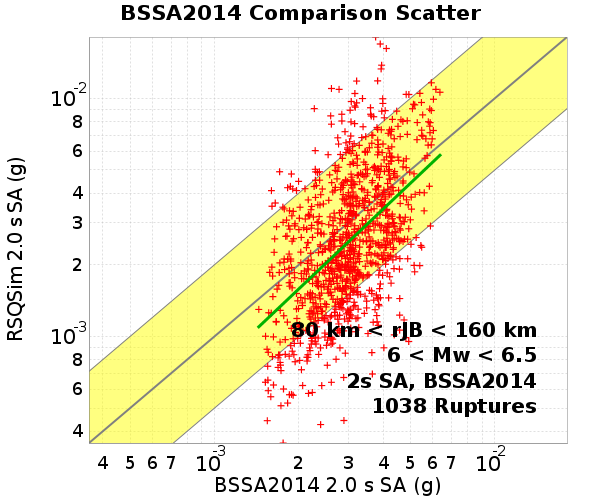 BSSA2014 Comparison Scatter
RSQSim 2.0 s SA (g)
10-2
8
6
4
3
2
10-3
8
6
4
80 km < rJB < 160 km
6 < Mw < 6.5
2s SA, BSSA2014
1038 Ruptures
4 5 6 7 10-3 2 3 4 5 6 7 10-2
BSSA2014 2.0 s SA (g)